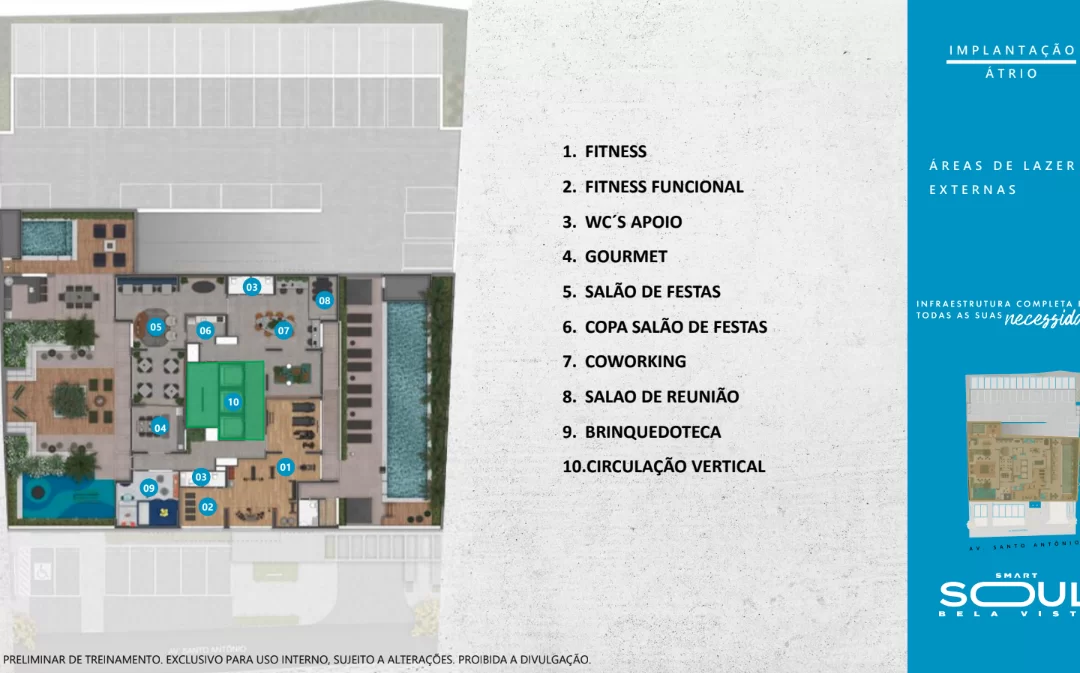 IMPLANTAÇÃO
ÁTRIO
ÁREAS DE LAZER
EXTERNAS
1. FITNESS
2. FITNESS FUNCIONAL
3. WC´S APOIO
4. GOURMET
5. SALÃO DE FESTAS
6. COPA SALÃO DE FESTAS
7. COWORKING
8. SALAO DE REUNIÃO
9. BRINQUEDOTECA
10.CIRCULAÇÃO VERTICAL
03
08
05
06
07
10
04
03
01
09
02
INFRAESTRUTURA COMPLETA
TODAS AS SUAS necessida
AV. SANTO ANTÔNIO
SMART
SOUL
BELA VIST
AV. SANTO ANTÔNIO
PRELIMINAR DE TREINAMENTO. EXCLUSIVO PARA USO INTERNO, SUJEITO A ALTERAÇÕES. PROIBIDA A DIVULGAÇÃO.